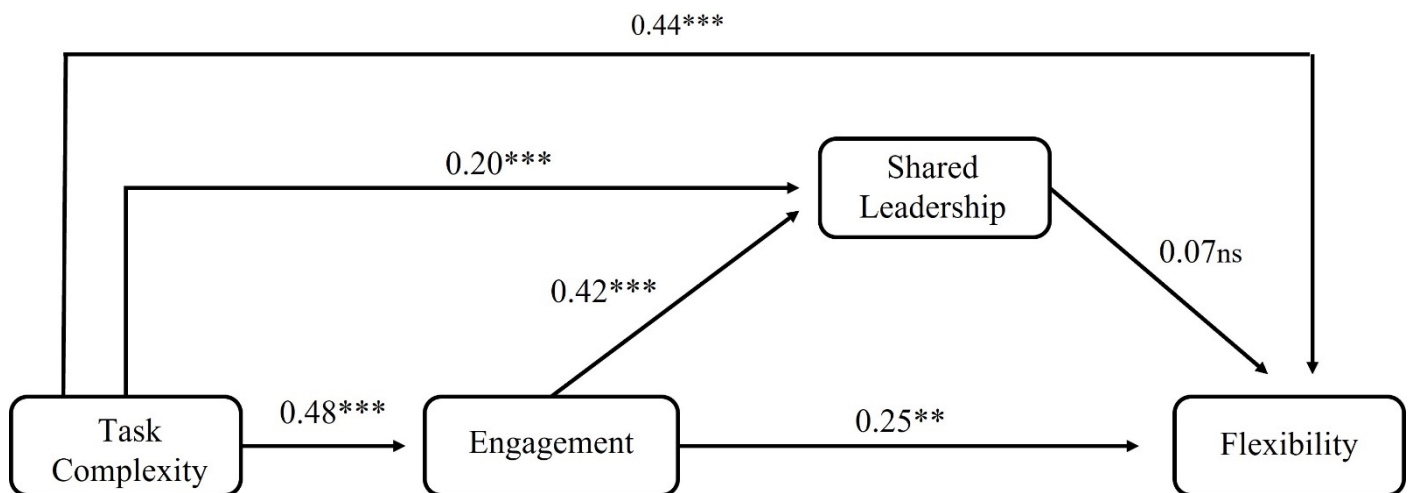 0.44***
0.20***
Shared
Leadership
0.07ns
0.42***
Task
Complexity
0.48***
Engagement
0.25**
Flexibility